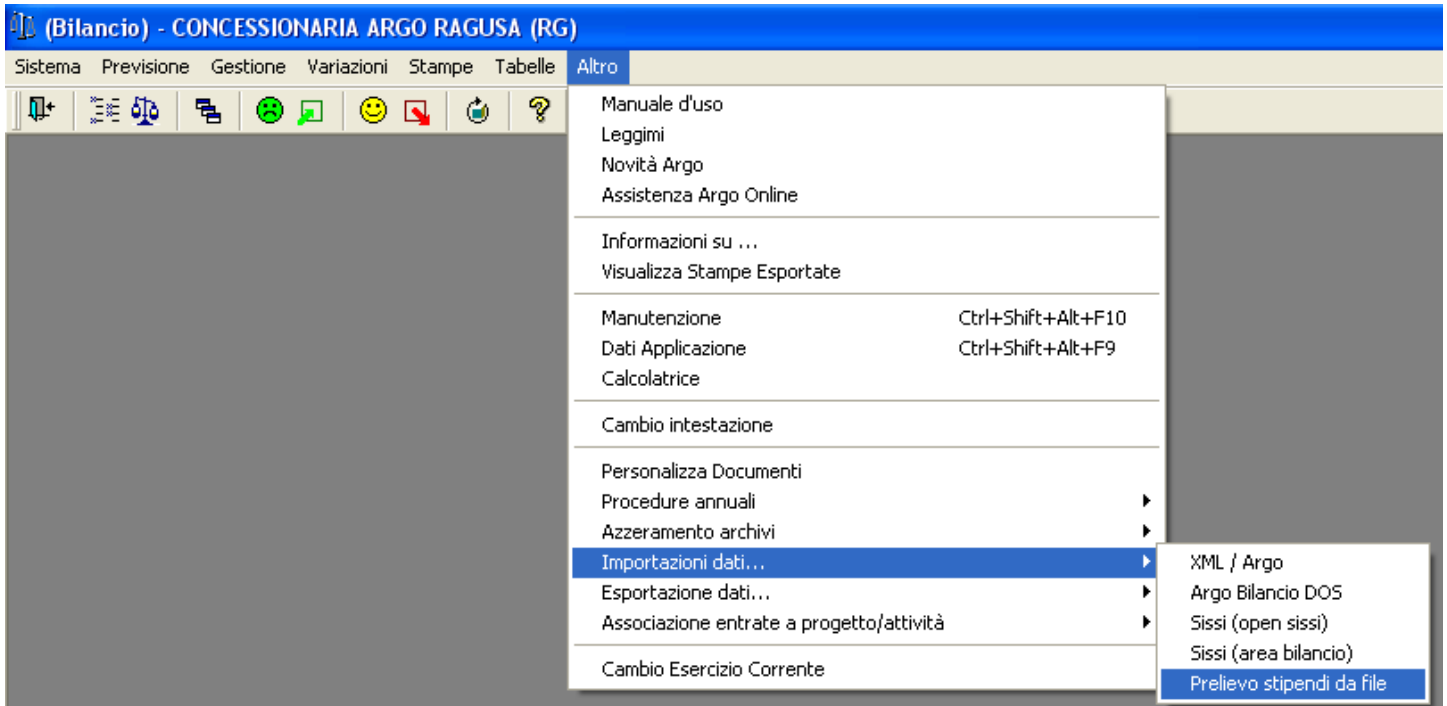 (Bilancio) - CONCESSIONARIA ARGO RAGUSA (RG)
Sistema Previsione Gestione Variazioni Stampe Tabelle Altro
Manuale d'uso
Leggimi
Novità Argo
Assistenza Argo Online
Informazioni su ...
Visualizza Stampe Esportate
Manutenzione Ctrl+Shift+Alt+F10
Dati Applicazione Ctrl+Shift+Alt+F9
Calcolatrice
Cambio intestazione
Personalizza Documenti
Procedure annuali
Azzeramento archivi
Importazioni dati...
Esportazione dati...
Associazione entrate a progetto/attività
Cambio Esercizio Corrente
XML / Argo
Argo Bilancio DOS
Sissi (open sissi)
Sissi (area bilancio)
Prelievo stipendi da file